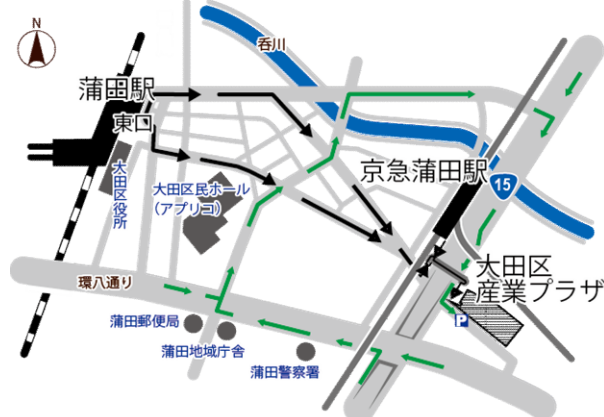 N
呑川
蒲田駅
東口
京急蒲田駅
15
大田区役所
大田区民ホール
（アプリコ）
大田区
産業プラザ
環八通り
P
蒲田郵便局
蒲田地域庁舎
蒲田警察署